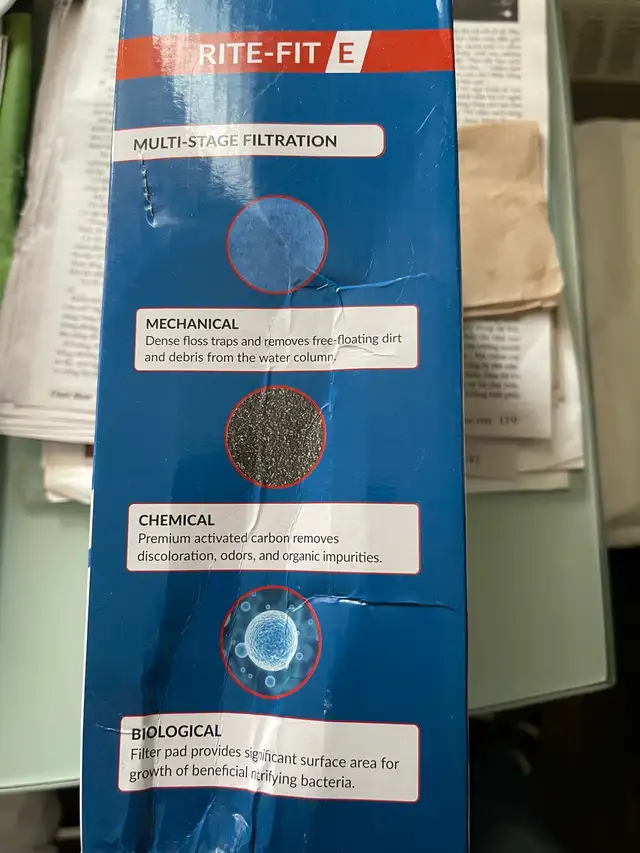 RITE-FIT E
MULTI-STAGE FILTRATION
MECHANICAL
Dense floss traps and removes free-floating dirt
and debris from the water column.
CHEMICAL
Premium activated carbon removes
discoloration, odors, and organic impurities.
BIOLOGICAL
Filter pad provides significant surface area for
growth of beneficial nitrifying bacteria.
119